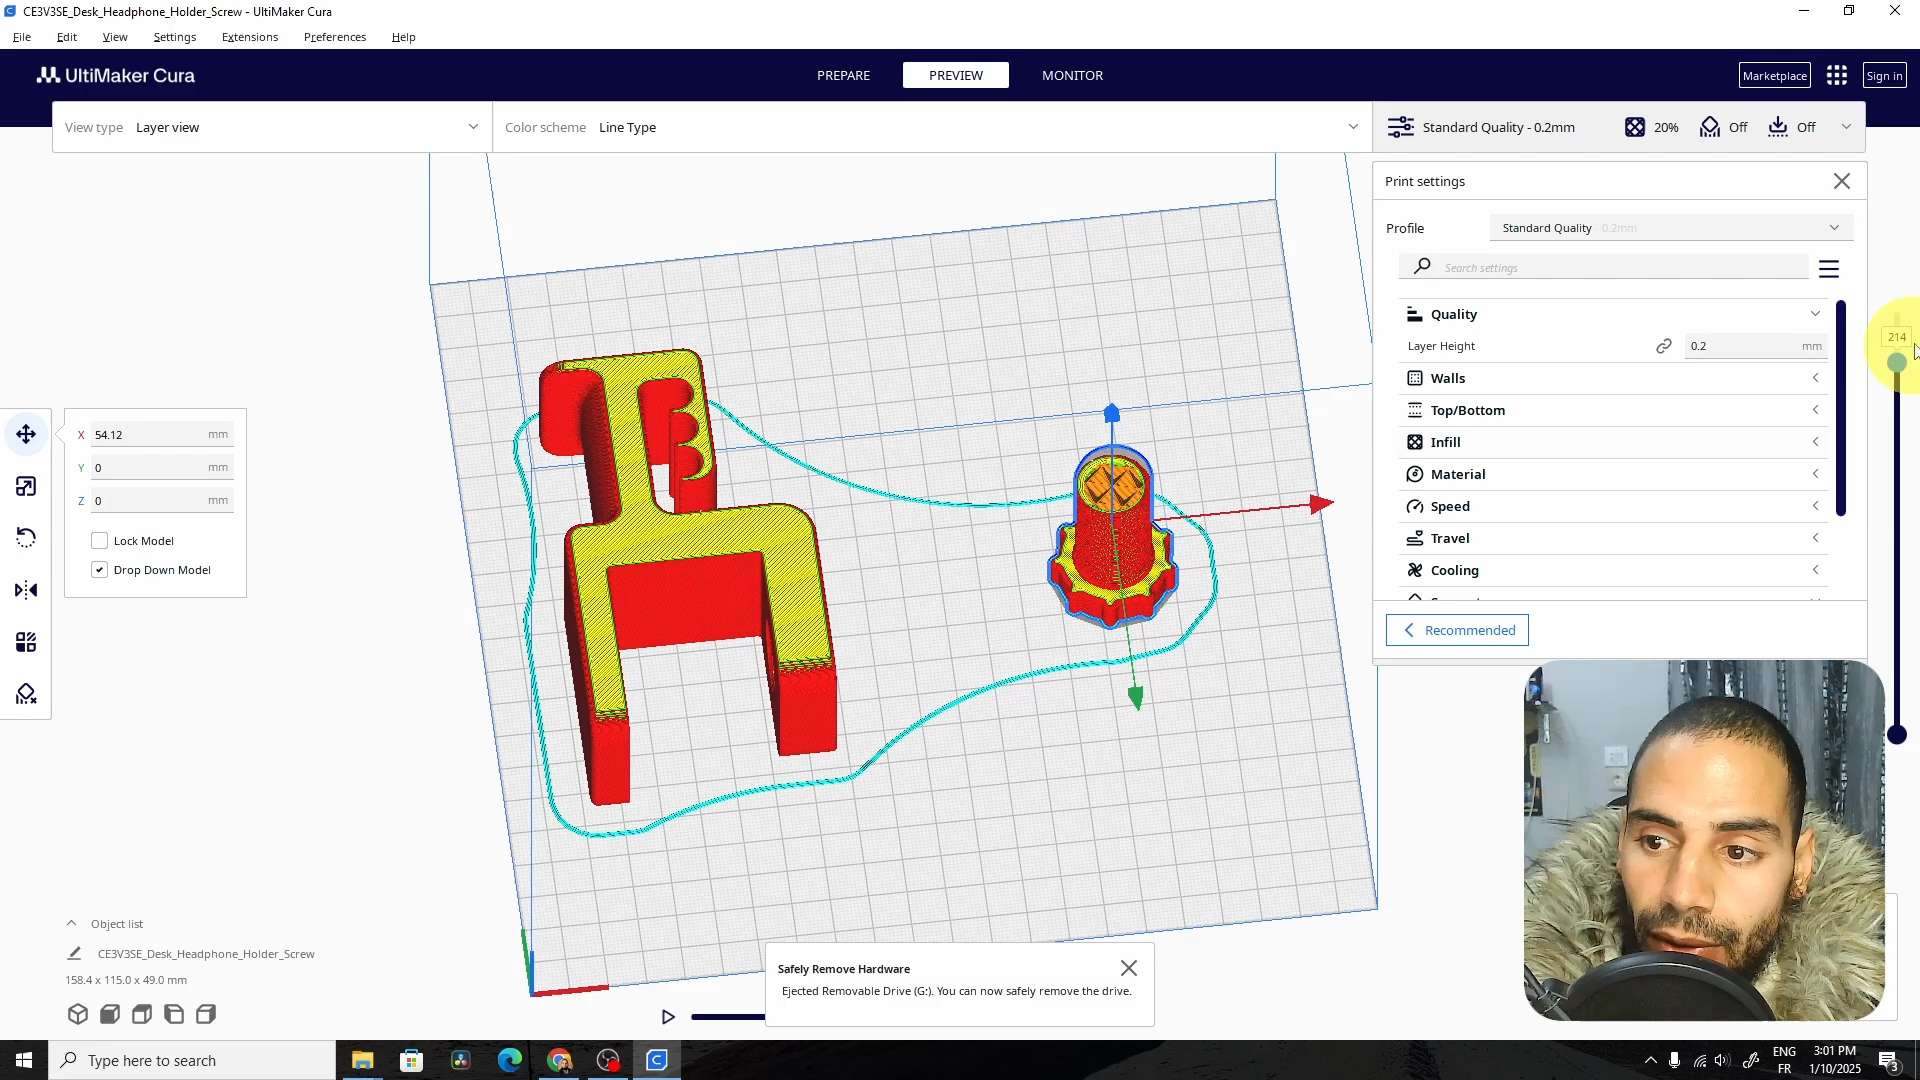 CE3V3SE_Desk_Headphone_Holder_Screw - UltiMaker Cura
File Edit View Settings Extensions Preferences Help
UltiMaker Cura
PREPARE PREVIEW MONITOR
Marketplace Sign in
View type Layer view
Color scheme Line Type
Standard Quality - 0.2mm 20% Off Off
Print settings
Profile Standard Quality - 0.2mm
Search settings
Quality
Layer Height 0.2 mm
Walls
Top/Bottom
Infill
Material
Speed
Travel
Cooling
Recommended
214
X 54.12 mm
Y 0 mm
Z 0 mm
Lock Model
Drop Down Model
Object list
CE3V3SE_Desk_Headphone_Holder_Screw
158.4 x 115.0 x 49.0 mm
Safely Remove Hardware
Ejected Removable Drive (G:). You can now safely remove the drive.
Type here to search
ENG
FR
3:01 PM
1/10/2025
3